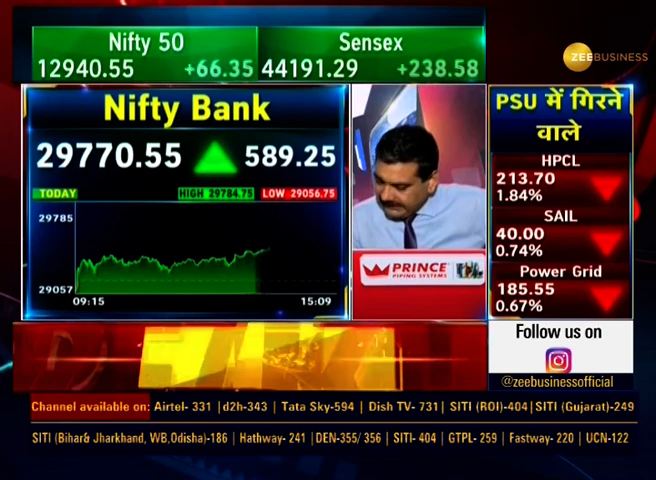 Nifty 50
12940.55 +66.35
Sensex
44191.29 +238.58
ZEEBUSINESS
Nifty Bank
29770.55 589.25
TODAY HIGH 29784.75 LOW 29056.75
29785
29057
09:15 15:09
PRINCE
PIPING SYSTEMS
PSU में गिरने
वाले
HPCL
213.70
1.84%
SAIL
40.00
0.74%
Power Grid
185.55
0.67%
Follow us on
@zeebusinessofficial
Channel available on: Airtel- 331 | d2h-343 | Tata Sky-594 | Dish TV- 731 | SITI (ROI)-404 | SITI (Gujarat)-249
SITI (Bihar& Jharkhand, WB,Odisha)-186 | Hathway- 241 | DEN-355/ 356 | SITI- 404 | GTPL- 259 | Fastway- 220 | UCN-122